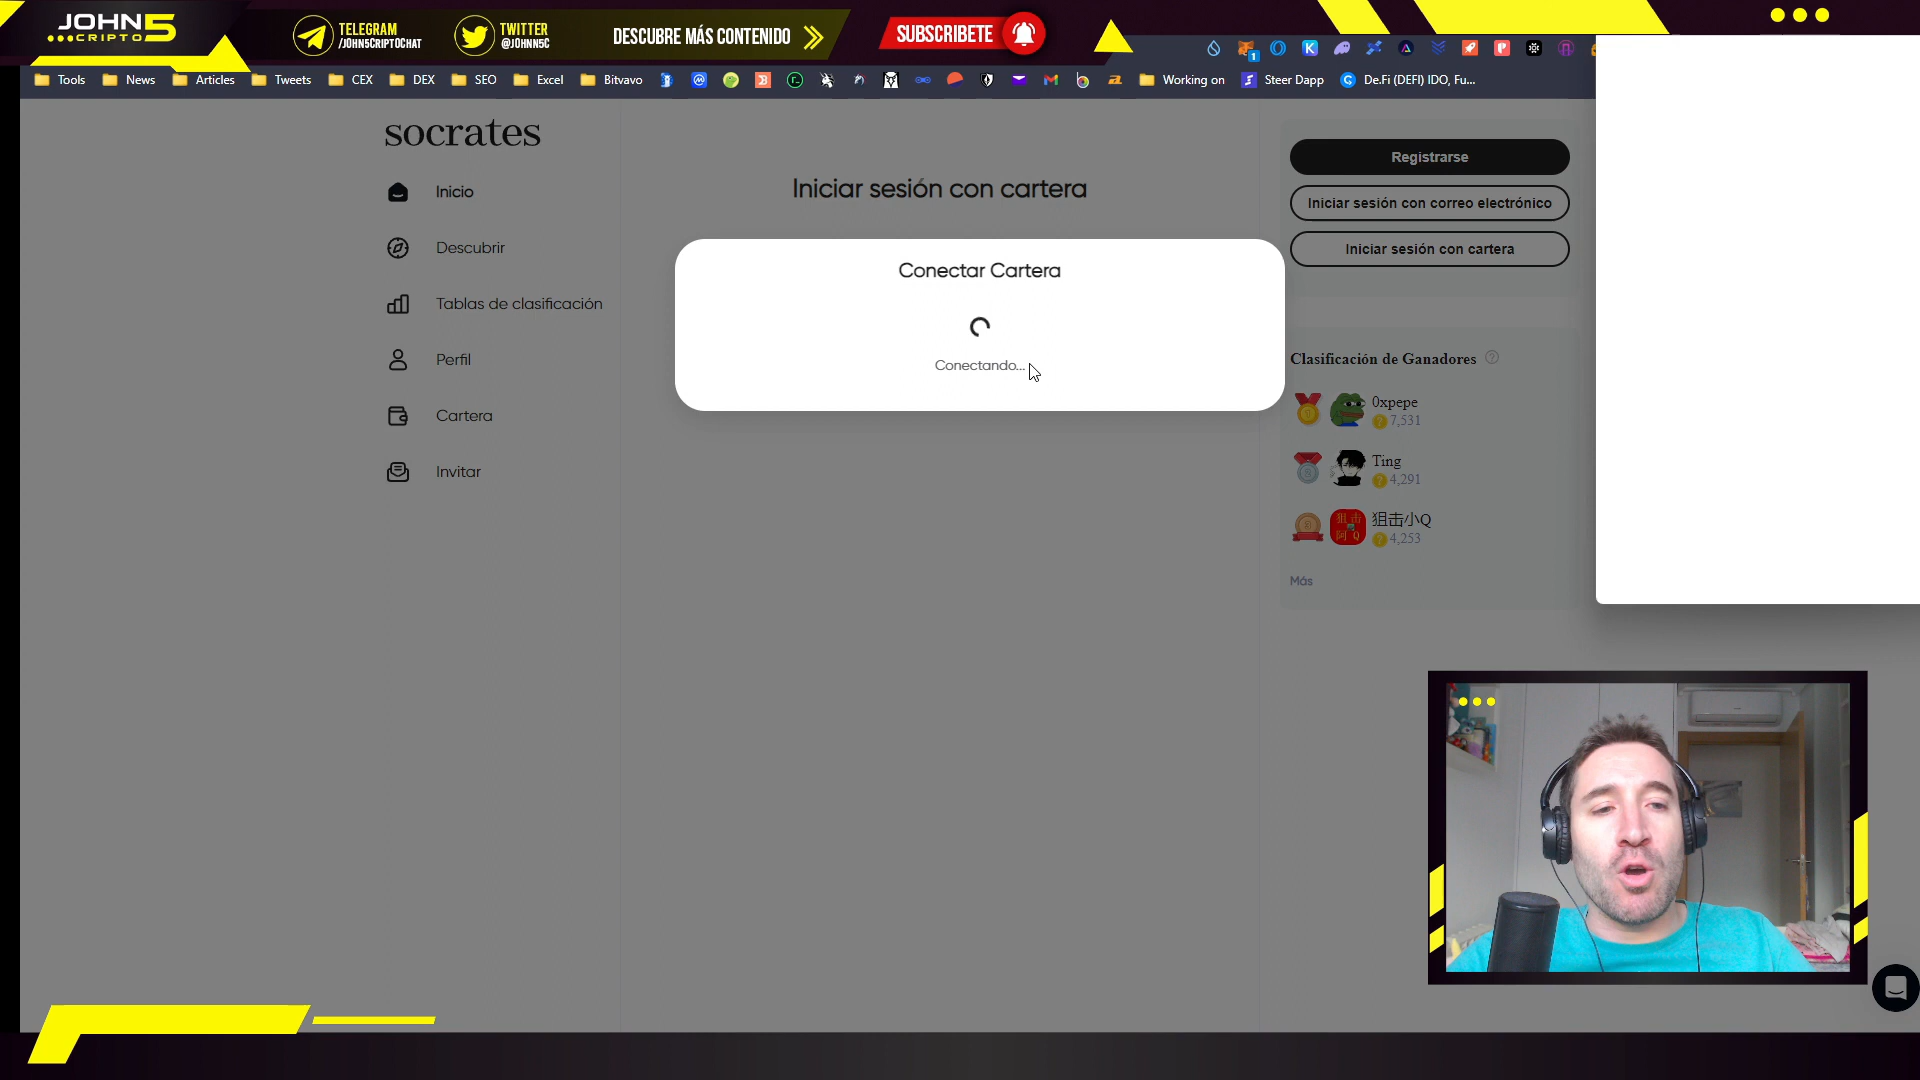 JOHN5
CRIPTO
TELEGRAM
/JOHN5CRIPTOCHAT
TWITTER
@JOHNN5C
DESCUBRE MÁS CONTENIDO
SUBSCRIBETE
Tools
News
Articles
Tweets
CEX
DEX
SEO
Excel
Bitvavo
Working on
Steer Dapp
De.Fi (DEFI) IDO, Fu...
socrates
Inicio
Descubrir
Tablas de clasificación
Perfil
Cartera
Invitar
Iniciar sesión con cartera
Conectar Cartera
Conectando...
Registrarse
Iniciar sesión con correo electrónico
Iniciar sesión con cartera
Clasificación de Ganadores
0xpepe
7,531
Ting
4,291
狙击小Q
4,253
Más